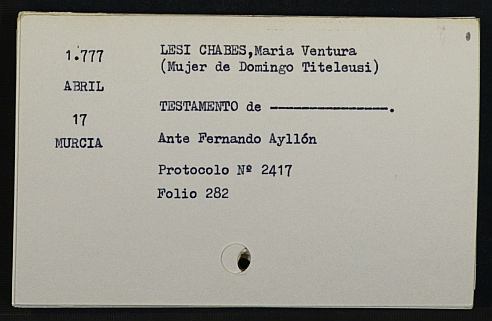 1.777
ABRIL
17
MURCIA
LESI CHABES,Maria Ventura
(Mujer de Domingo Titeleusi)
TESTAMENTO de ————————.
Ante Fernando Ayllón
Protocolo Nº 2417
Folio 282